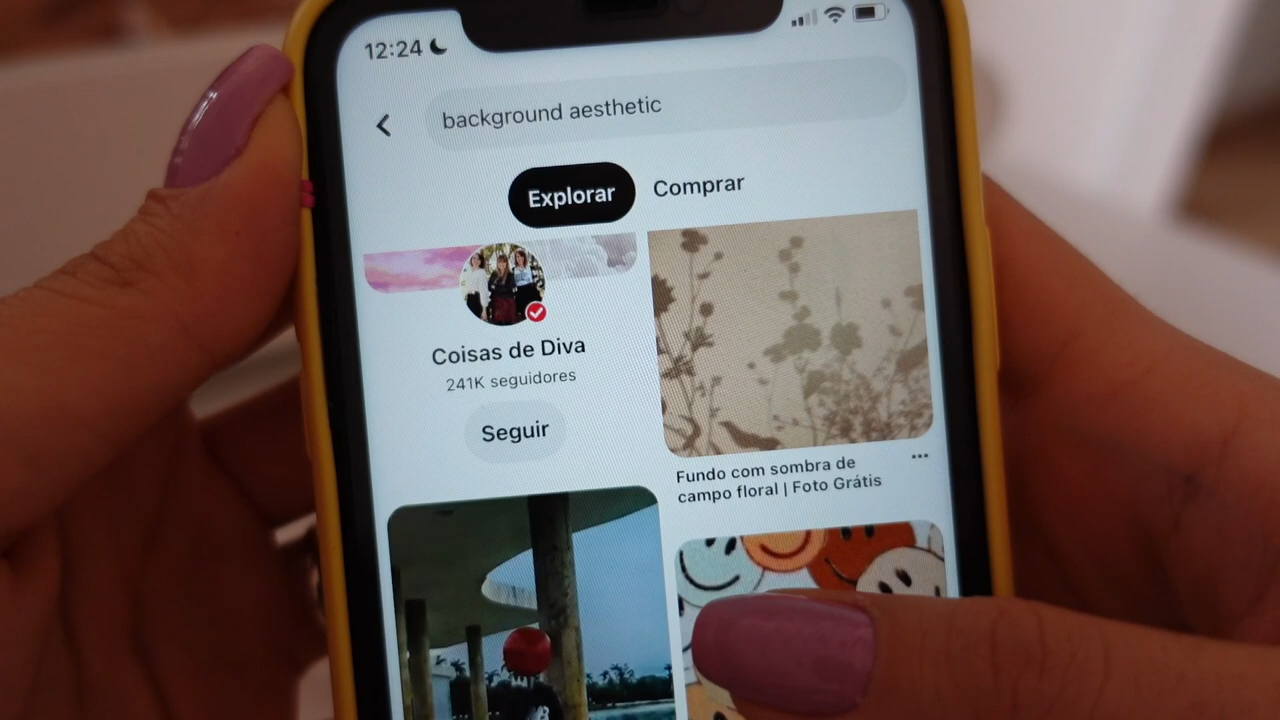 12:24
background aesthetic
Explorar
Comprar
Coisas de Diva
241K seguidores
Seguir
Fundo com sombra de
campo floral | Foto Grátis